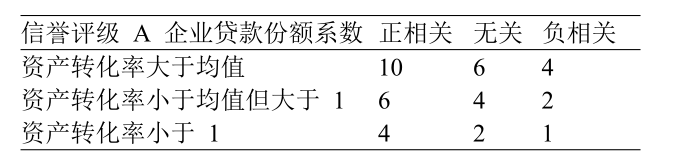 信誉评级 A 企业贷款份额系数 正相关 无关 负相关
资产转化率大于均值 10 6 4
资产转化率小于均值但大于 1 6 4 2
资产转化率小于 1 4 2 1